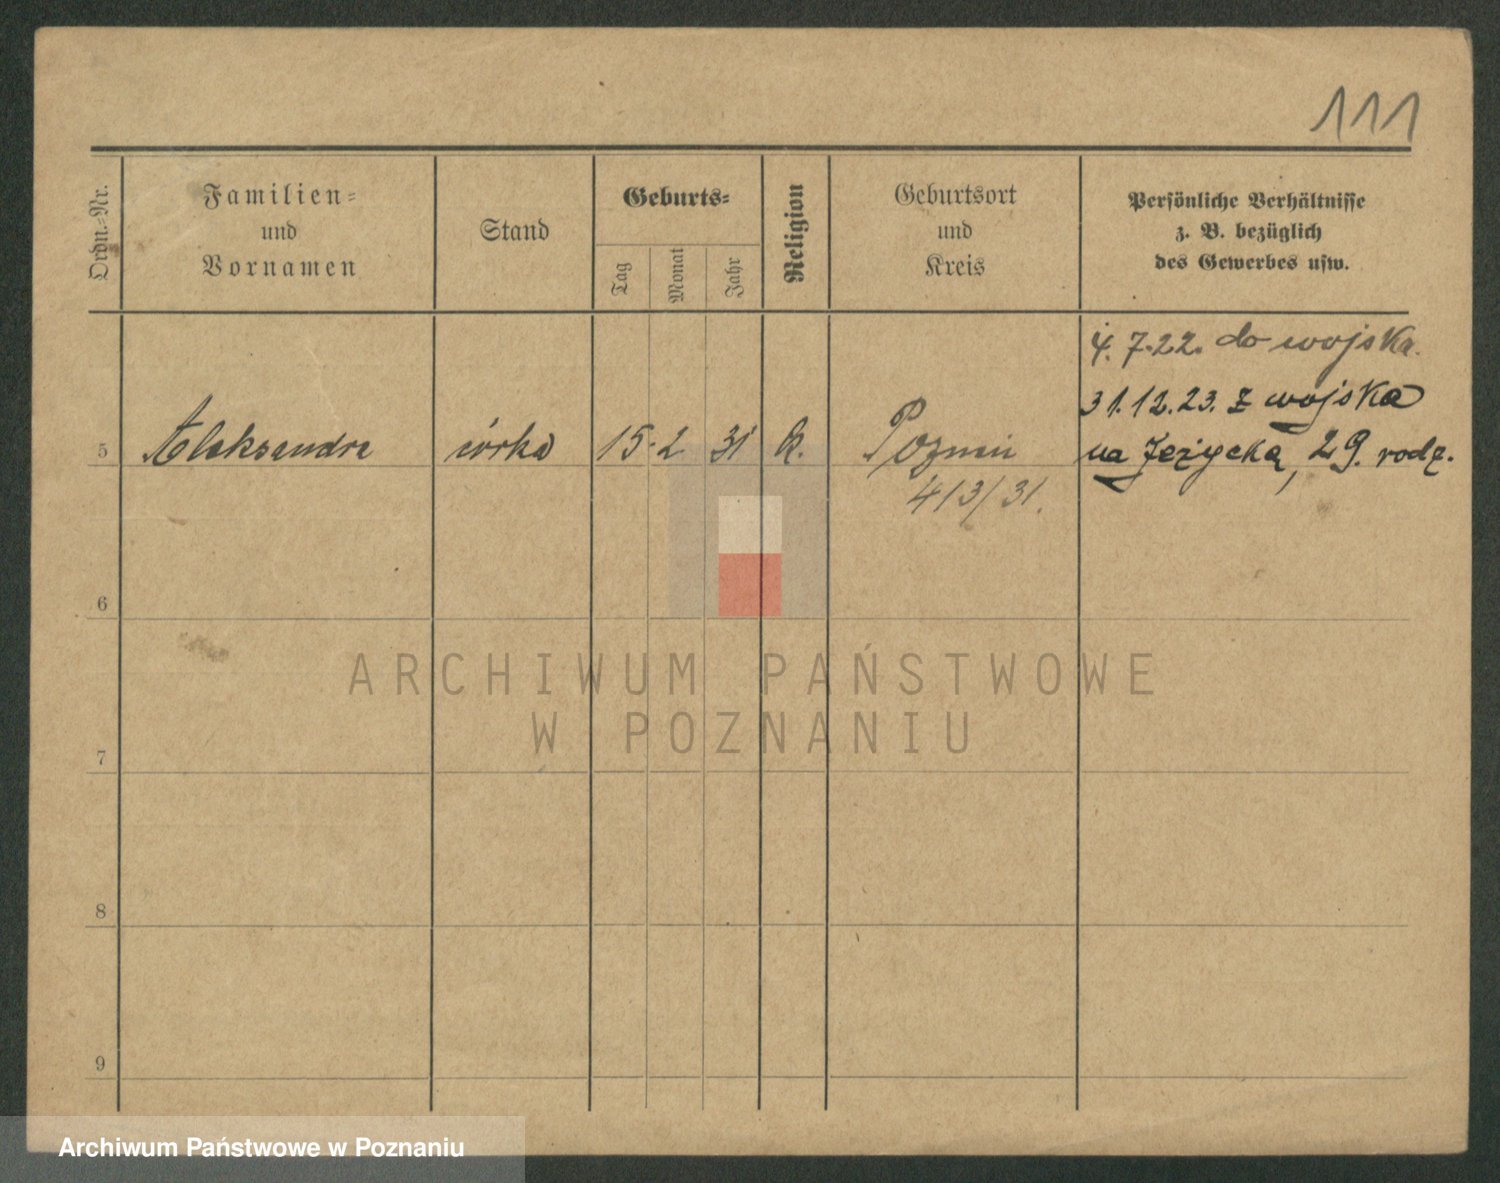 111
Ordn.-Nr.
Familien-
und
Vornamen
Stand
Geburts-
Tag
Monat
Jahr
Religion
Geburtsort
und
Kreis
Persönliche Verhältnisse
z. B. bezüglich
des Gewerbes usw.
4. 7.22. do wojska.
31.12.23. z wojska
5 Aleksandra córka 15. 2 31 k. Poznań na Jeżycką, 29. rodz.
413/31.
6
ARCHIWUM PAŃSTWOWE
W POZNANIU
7
8
9
Archiwum Państwowe w Poznaniu